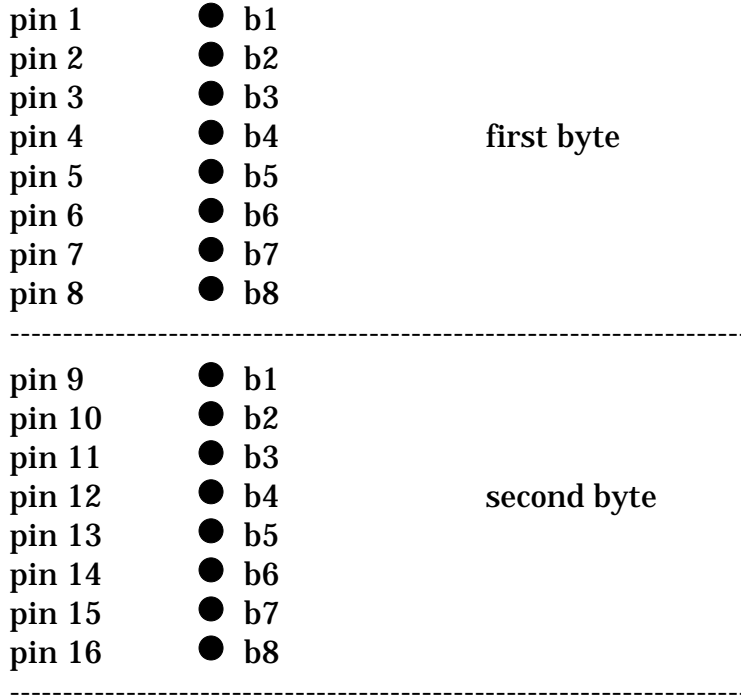 pin 1 ● b1
pin 2 ● b2
pin 3 ● b3
pin 4 ● b4 first byte
pin 5 ● b5
pin 6 ● b6
pin 7 ● b7
pin 8 ● b8
----------------------------------------------------------------------
pin 9 ● b1
pin 10 ● b2
pin 11 ● b3
pin 12 ● b4 second byte
pin 13 ● b5
pin 14 ● b6
pin 15 ● b7
pin 16 ● b8
----------------------------------------------------------------------